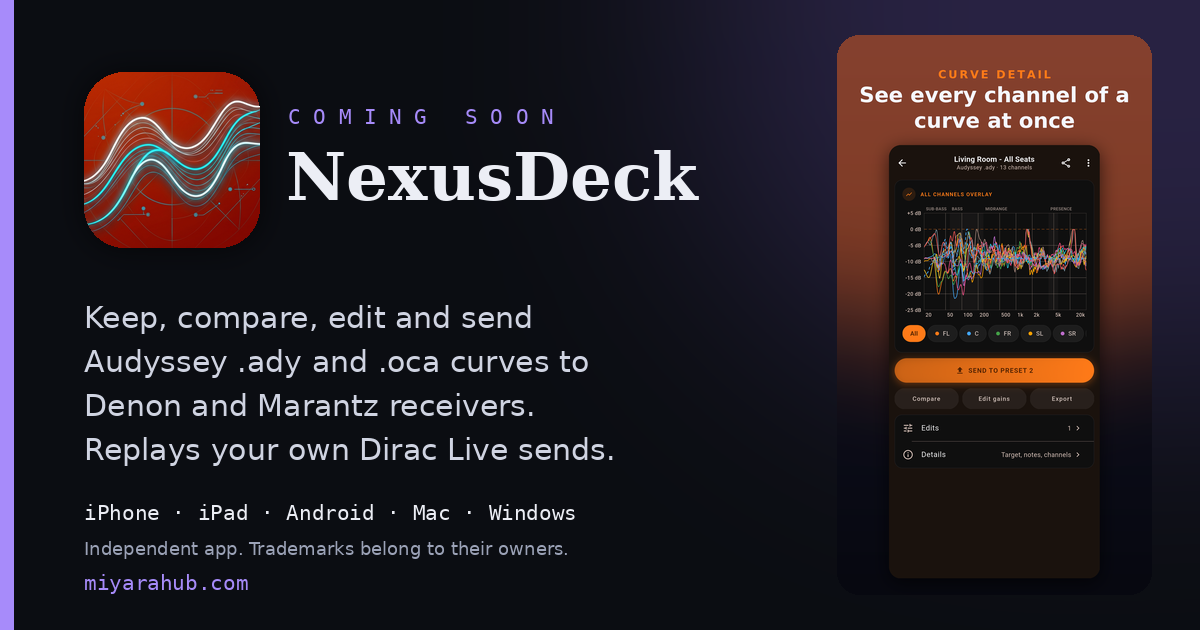 COMING SOON
NexusDeck
Keep, compare, edit and send
Audyssey .ady and .oca curves to
Denon and Marantz receivers.
Replays your own Dirac Live sends.
iPhone · iPad · Android · Mac · Windows
Independent app. Trademarks belong to their owners.
miyarahub.com
CURVE DETAIL
See every channel of a
curve at once
Living Room - All Seats
Audyssey .ady · 13 channels
ALL CHANNELS OVERLAY
SUB-BASS BASS MIDRANGE PRESENCE
+5 dB
0 dB
-5 dB
-10 dB
-15 dB
-20 dB
-25 dB
20 50 100 200 500 1k 2k 5k 20k
All FL C FR SL SR
SEND TO PRESET 2
Compare Edit gains Export
Edits 1
Details Target, notes, channels